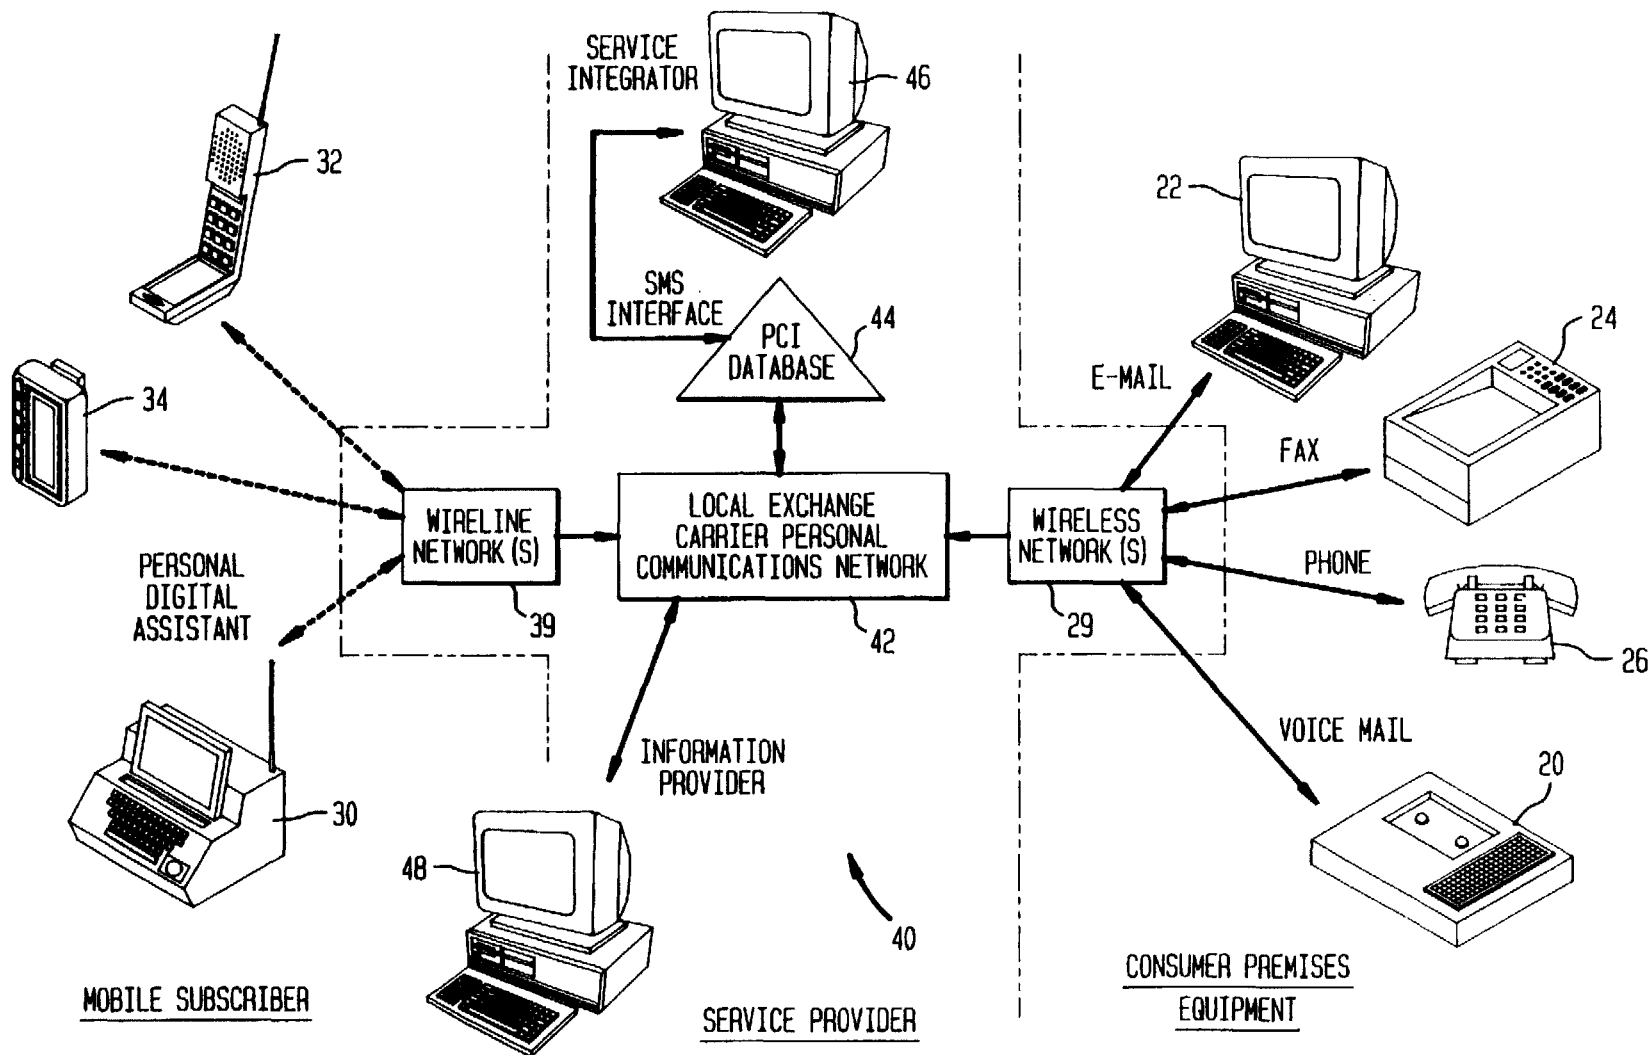 SERVICE
INTEGRATOR
46
32
22
SMS
INTERFACE
PCI
DATABASE
44
24
E-MAIL
34
FAX
WIRELINE
NETWORK(S)
LOCAL EXCHANGE
CARRIER PERSONAL
COMMUNICATIONS NETWORK
WIRELESS
NETWORK(S)
PHONE
PERSONAL
DIGITAL
ASSISTANT
39
42
29
26
INFORMATION
PROVIDER
VOICE MAIL
30
20
48
40
MOBILE SUBSCRIBER
SERVICE PROVIDER
CONSUMER PREMISES
EQUIPMENT